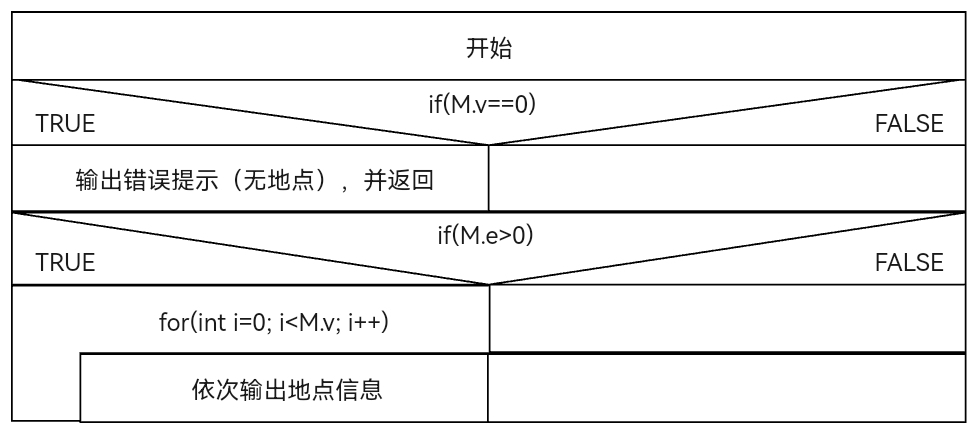 开始
if(M.v==0)
TRUE
FALSE
输出错误提示（无地点），并返回
if(M.e>0)
TRUE
FALSE
for(int i=0; i<M.v; i++)
依次输出地点信息